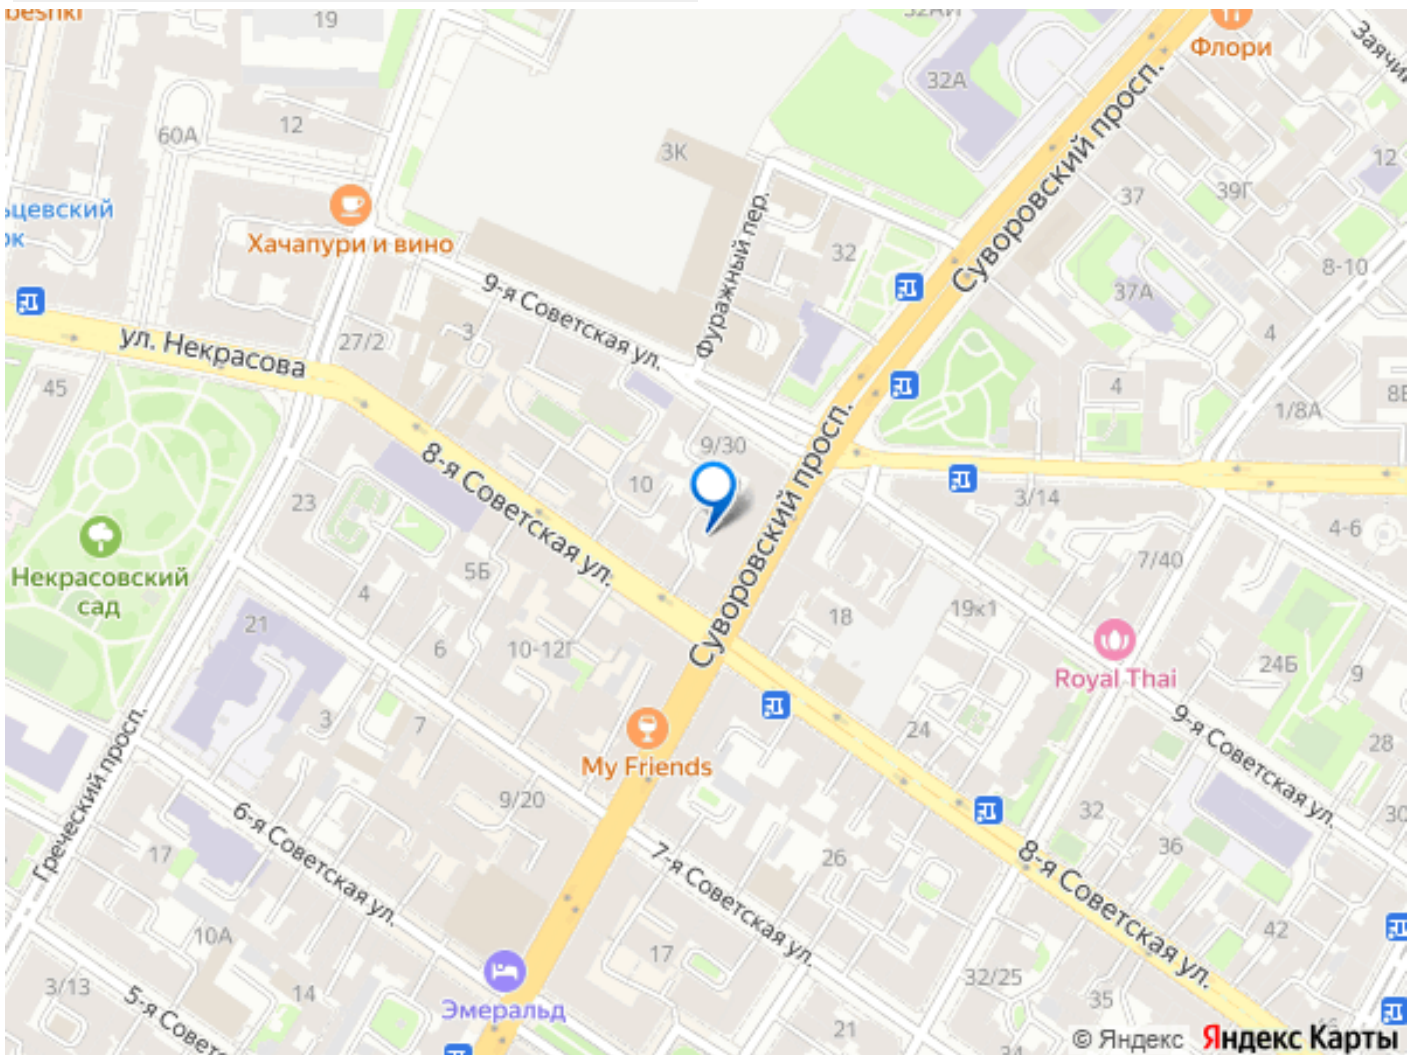 19
32А
Флори
60А
12
3К
12
37
39Г
Хачапури и вино
Фуражный пер.
32
Суворовский просп.
8-10
9-я Советская ул.
37А
ул. Некрасова
27/2
3
4
45
4
1/8А
8-я Советская ул.
9/30
Суворовский просп.
10
23
3/14
4-6
Некрасовский
сад
5Б
7/40
4
19к1
18
21
6
10-12Г
Royal Thai
24Б
9
3
7
24
9-я Советская ул.
28
My Friends
Греческий просп.
9/20
6-я Советская ул.
32
30
17
7-я Советская ул.
26
8-я Советская ул.
36
10А
42
17
3/13
14
Эмеральд
32/25
35
21
© Яндекс Яндекс Карты